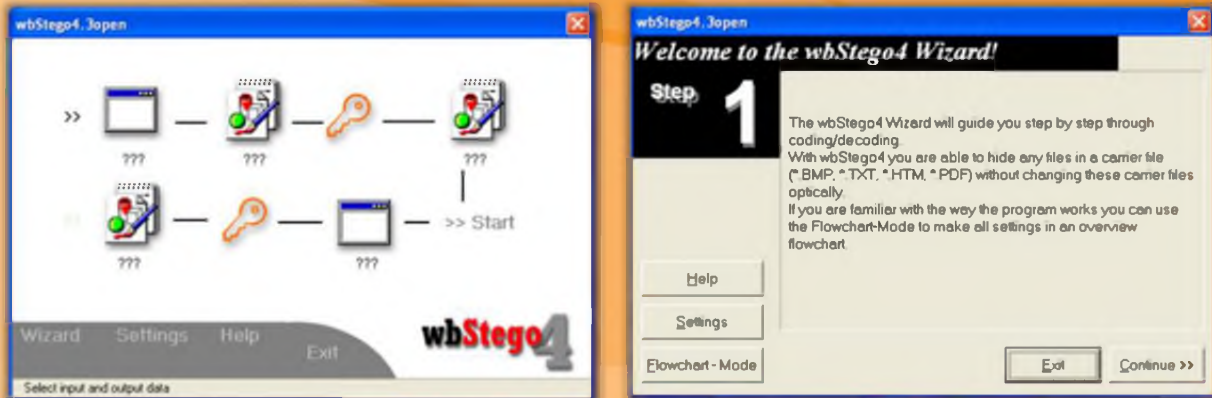 wbStego4.3open
>>
???
???
???
???
???
>> Start
Wizard Settings Help
Exit
wbStego4
Select input and output data
wbStego4.3open
Welcome to the wbStego4 Wizard!
Step 1
The wbStego4 Wizard will guide you step by step through
coding/decoding.
With wbStego4 you are able to hide any files in a carrier file
(*.BMP, *.TXT, *.HTM, *.PDF) without changing these carrier files
optically.
If you are familiar with the way the program works you can use
the Flowchart-Mode to make all settings in an overview
flowchart.
Help
Settings
Flowchart - Mode
Exit
Continue >>